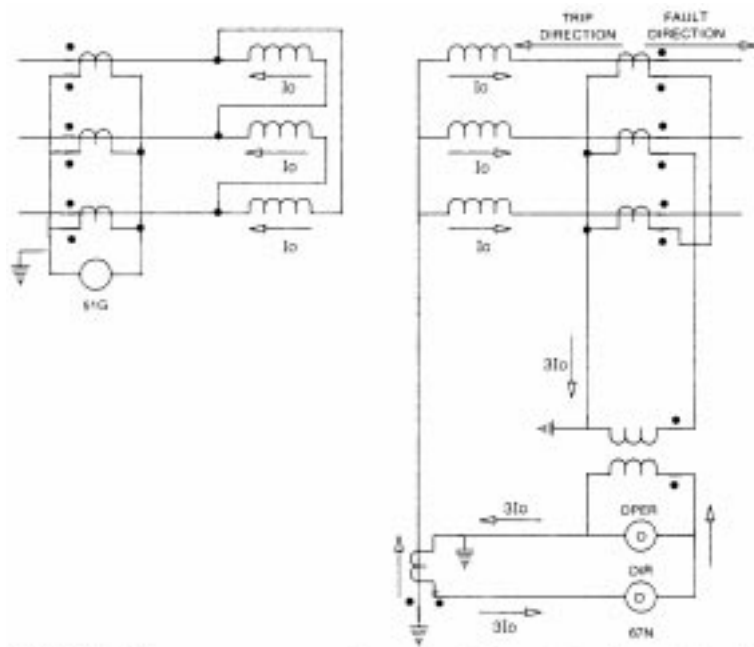 TRIP
DIRECTION
FAULT
DIRECTION
Io
Io
Io
Io
Io
Io
51G
3Io
3Io
OPER
O
DIR
D
3Io
67N